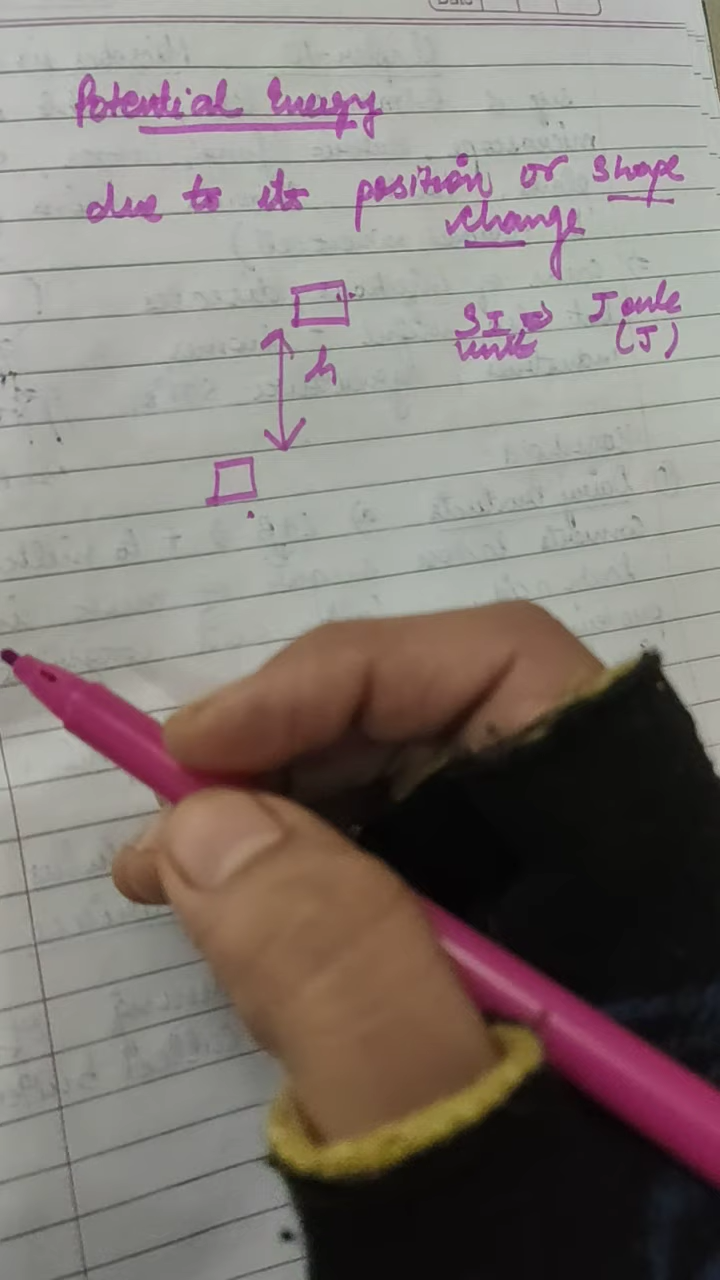 Potential Energy
due to its position or shape
change
h
SI ⇒ Joule
unit (J)